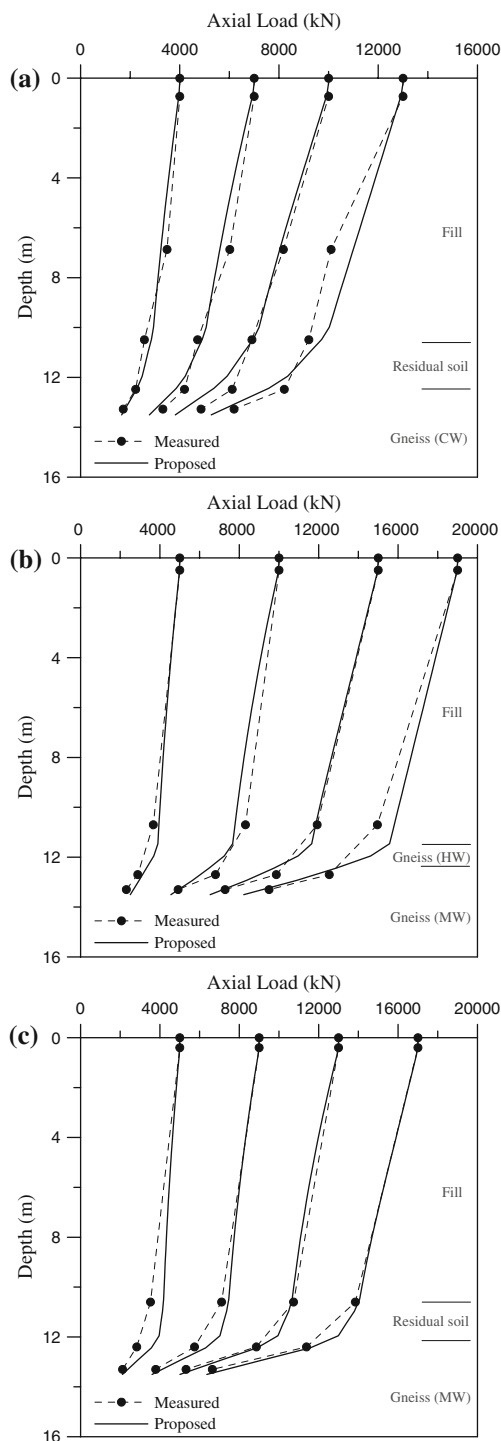 Axial Load (kN)
0 4000 8000 12000 16000
(a)
0
4
8
12
16
Depth (m)
Fill
Residual soil
Gneiss (CW)
Measured
Proposed
Axial Load (kN)
0 4000 8000 12000 16000 20000
(b)
0
4
8
12
16
Depth (m)
Fill
Gneiss (HW)
Gneiss (MW)
Measured
Proposed
Axial Load (kN)
0 4000 8000 12000 16000 20000
(c)
0
4
8
12
16
Depth (m)
Fill
Residual soil
Gneiss (MW)
Measured
Proposed